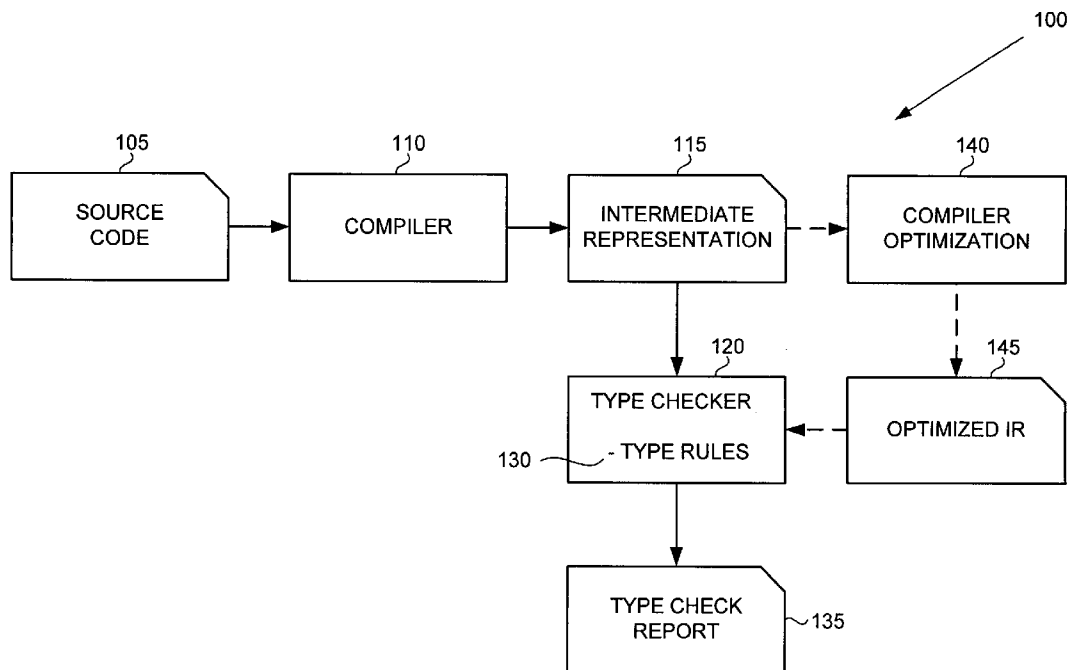 100
105
110
115
140
SOURCE
CODE
COMPILER
INTERMEDIATE
REPRESENTATION
COMPILER
OPTIMIZATION
120
145
TYPE CHECKER
130 - TYPE RULES
OPTIMIZED IR
TYPE CHECK
REPORT
135